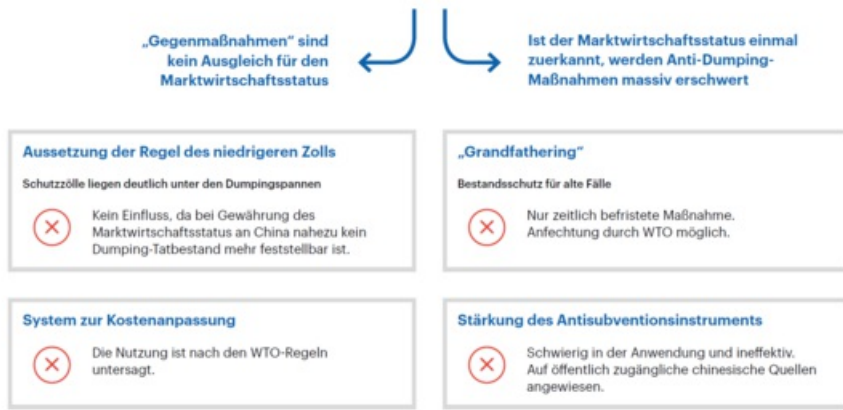 „Gegenmaßnahmen“ sind
kein Ausgleich für den
Marktwirtschaftsstatus
Ist der Marktwirtschaftsstatus einmal
zuerkannt, werden Anti-Dumping-
Maßnahmen massiv erschwert
Aussetzung der Regel des niedrigeren Zolls
Schutzzölle liegen deutlich unter den Dumpingspannen
Kein Einfluss, da bei Gewährung des
Marktwirtschaftsstatus an China nahezu kein
Dumping-Tatbestand mehr feststellbar ist.
„Grandfathering“
Bestandsschutz für alte Fälle
Nur zeitlich befristete Maßnahme.
Anfechtung durch WTO möglich.
System zur Kostenanpassung
Die Nutzung ist nach den WTO-Regeln
untersagt.
Stärkung des Antisubventionsinstruments
Schwierig in der Anwendung und ineffektiv.
Auf öffentlich zugängliche chinesische Quellen
angewiesen.